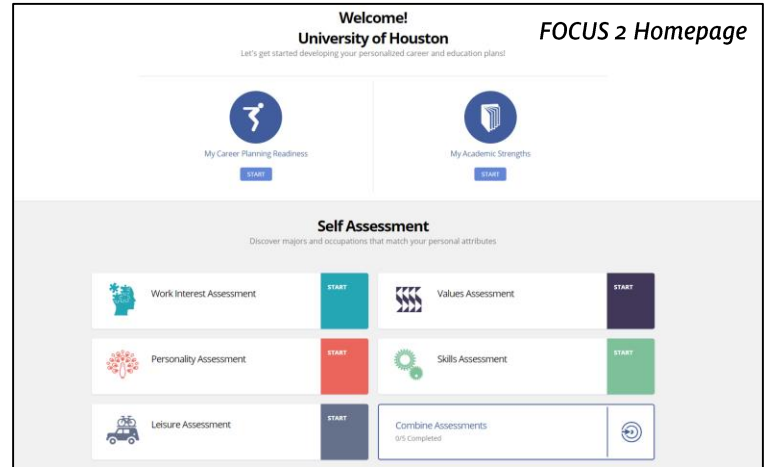 FOCUS 2 Homepage
Welcome!
University of Houston
Let's get started developing your personalized career and education plans!
My Career Planning Readiness
START
My Academic Strengths
START
Self Assessment
Discover majors and occupations that match your personal attributes
Work Interest Assessment
START
Values Assessment
START
Personality Assessment
START
Skills Assessment
START
Leisure Assessment
START
Combine Assessments
0/5 Completed